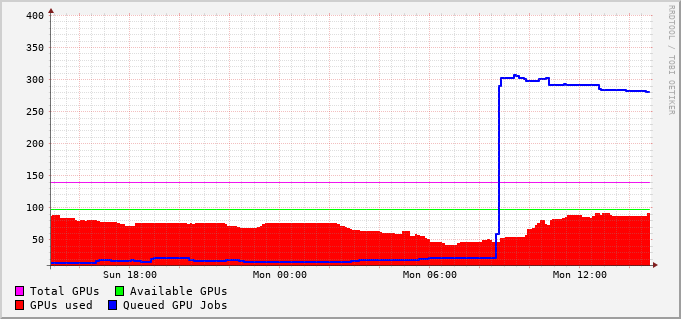 400
350
300
250
200
150
100
50
Sun 18:00 Mon 00:00 Mon 06:00 Mon 12:00
Total GPUs Available GPUs
GPUs used Queued GPU Jobs
RRDTOOL / TOBI OETIKER